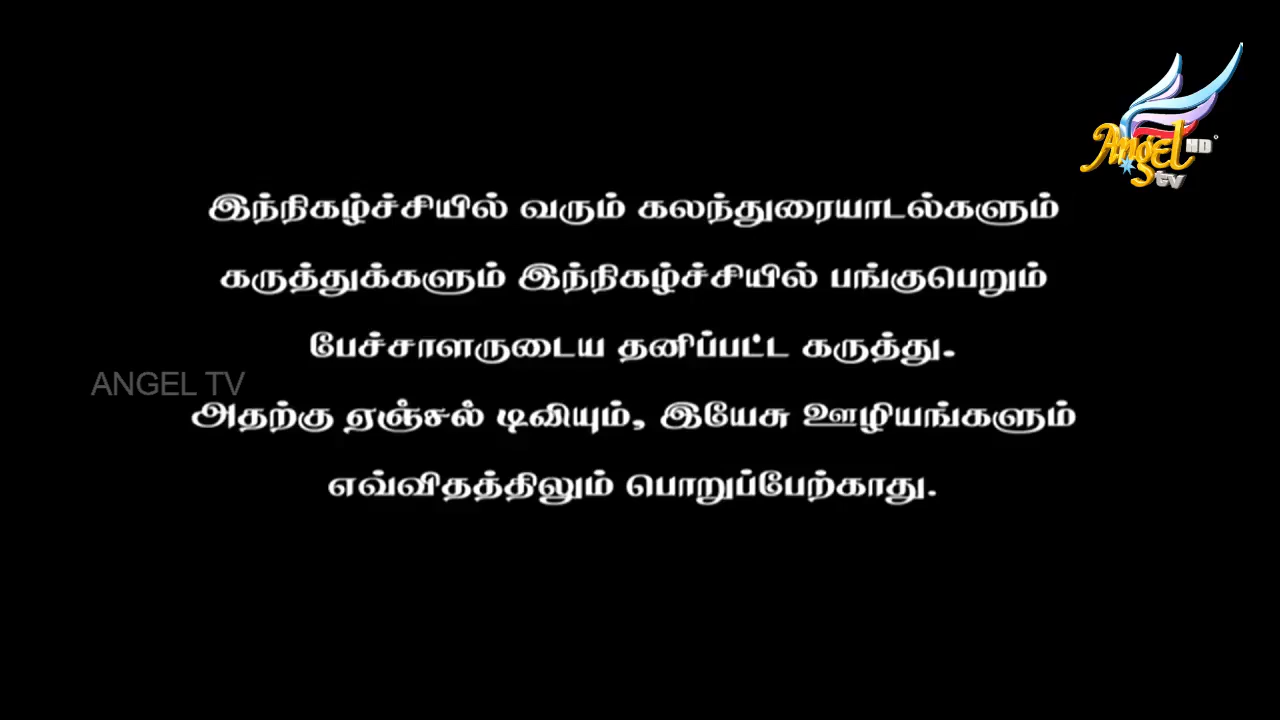 Angel HD
tv
இந்நிகழ்ச்சியில் வரும் கலந்துரையாடல்களும்
கருத்துக்களும் இந்நிகழ்ச்சியில் பங்குபெறும்
பேச்சாளருடைய தனிப்பட்ட கருத்து.
ANGEL TV
அதற்கு ஏஞ்சல் டிவியும், இயேசு ஊழியங்களும்
எவ்விதத்திலும் பொறுப்பேற்காது.